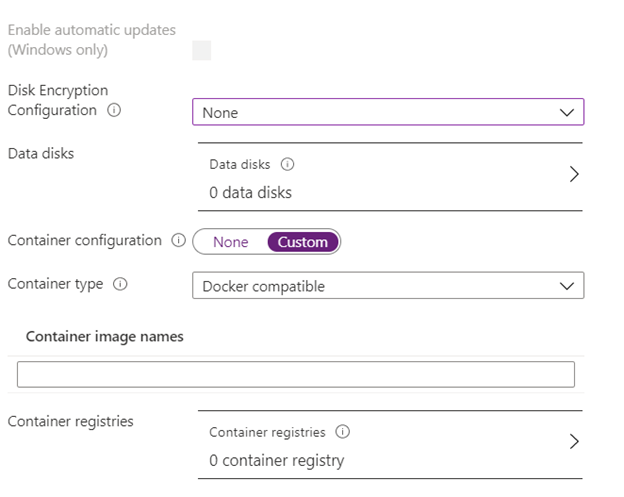 Enable automatic updates
(Windows only)
Disk Encryption
Configuration
None
Data disks
Data disks
0 data disks
Container configuration
None
Custom
Container type
Docker compatible
Container image names
Container registries
Container registries
0 container registry